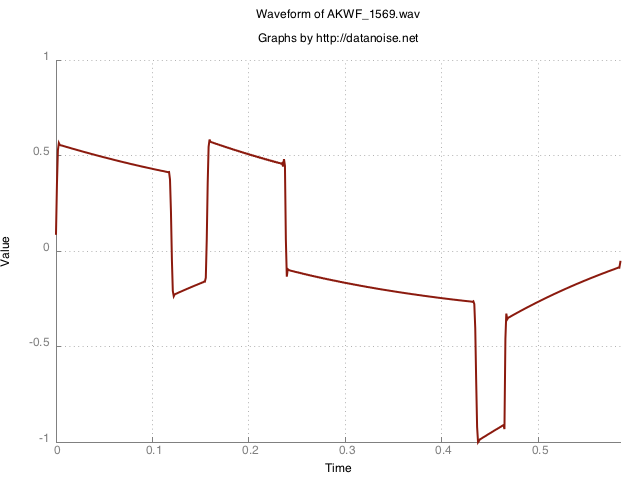 Waveform of AKWF_1569.wav
Graphs by http://datanoise.net
1
0.5
0
-0.5
-1
Value
0 0.1 0.2 0.3 0.4 0.5
Time